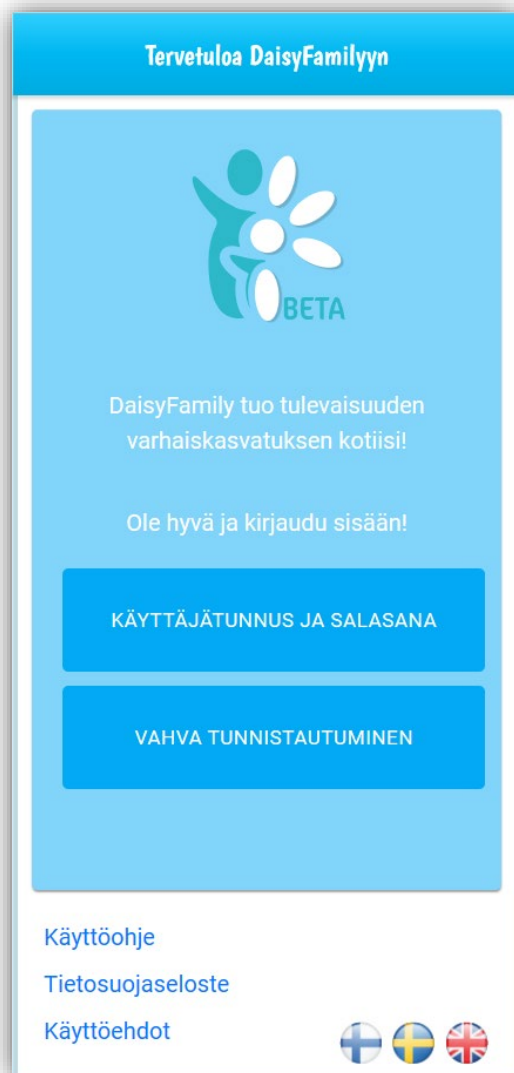 Tervetuloa DaisyFamilyyn
BETA
DaisyFamily tuo tulevaisuuden
varhaiskasvatuksen kotiisi!
Ole hyvä ja kirjaudu sisään!
KÄYTTÄJÄTUNNUS JA SALASANA
VAHVA TUNNISTAUTUMINEN
Käyttöohje
Tietosuojaseloste
Käyttöehdot